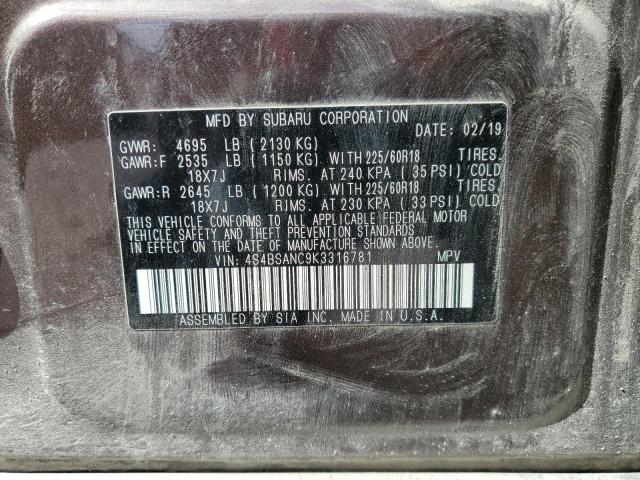 MFD BY SUBARU CORPORATION
DATE: 02/19
GVWR: 4695 LB ( 2130 KG)
GAWR:F 2535 LB ( 1150 KG) WITH 225/60R18 TIRES.
18X7J RIMS. AT 240 KPA ( 35 PSI) COLD
GAWR:R 2645 LB ( 1200 KG) WITH 225/60R18 TIRES.
18X7J RIMS. AT 230 KPA ( 33 PSI) COLD
THIS VEHICLE CONFORMS TO ALL APPLICABLE FEDERAL MOTOR
VEHICLE SAFETY AND THEFT PREVENTION STANDARDS
IN EFFECT ON THE DATE OF MANUFACTURE SHOWN ABOVE.
VIN: 4S4BSANC9K3316781 MPV
ASSEMBLED BY SIA INC. MADE IN U.S.A.